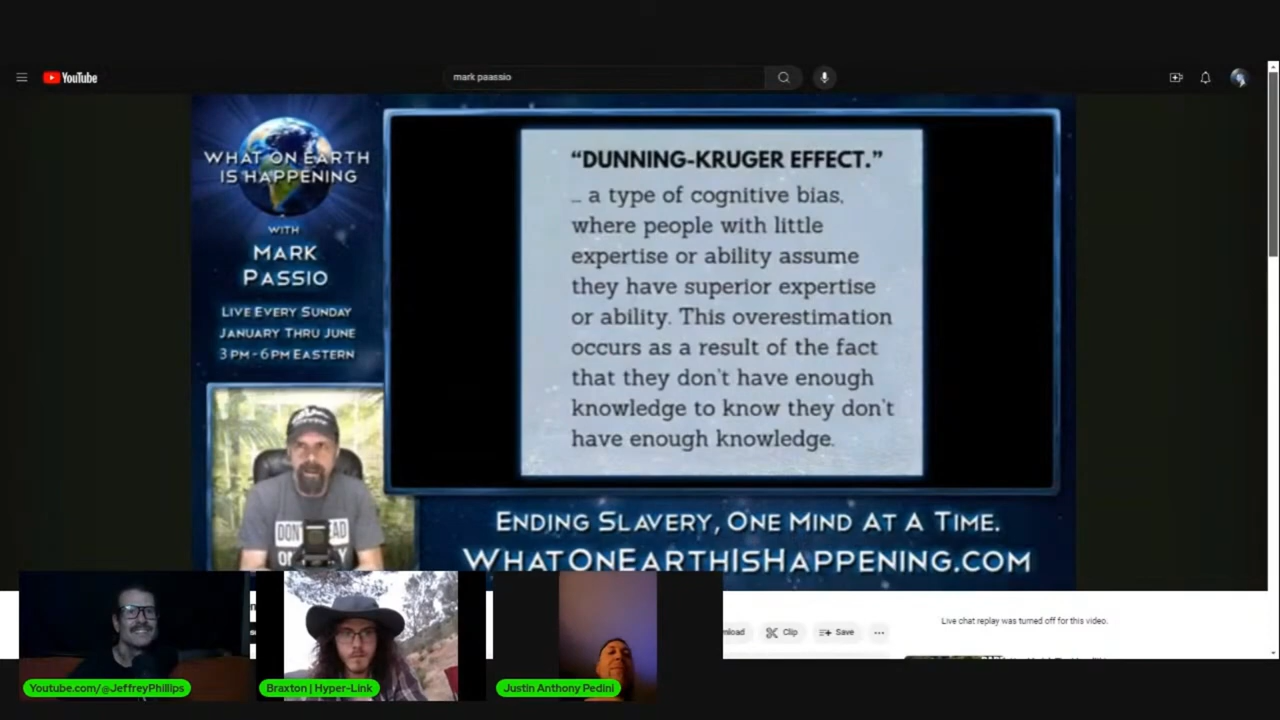 YouTube
mark paassio
WHAT ON EARTH
IS HAPPENING
WITH
MARK
PASSIO
LIVE EVERY SUNDAY
JANUARY THRU JUNE
3 PM - 6 PM EASTERN
“DUNNING-KRUGER EFFECT.”
... a type of cognitive bias,
where people with little
expertise or ability assume
they have superior expertise
or ability. This overestimation
occurs as a result of the fact
that they don't have enough
knowledge to know they don't
have enough knowledge.
ENDING SLAVERY, ONE MIND AT A TIME.
WHATONEARTHISHAPPENING.COM
Clip
Save
Live chat replay was turned off for this video.
Youtube.com/@JeffreyPhillips
Braxton | Hyper-Link
Justin Anthony Pedini